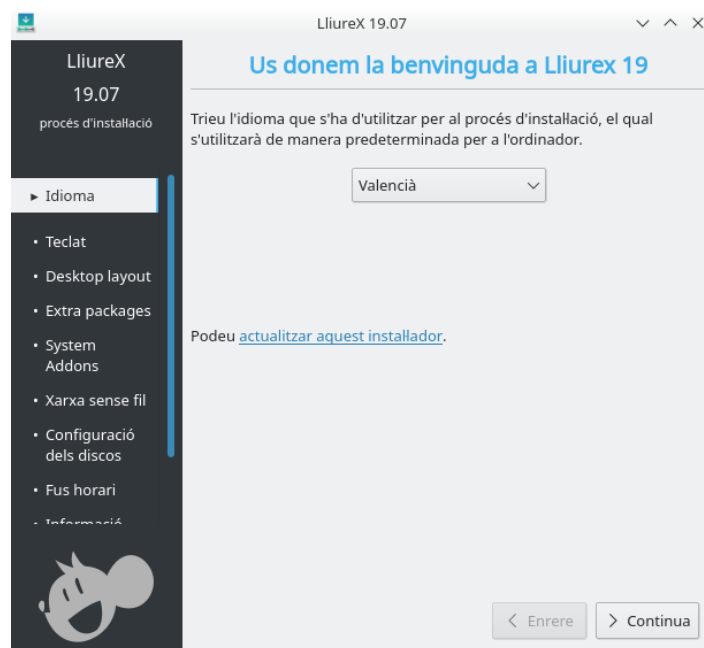 LliureX 19.07
LliureX
19.07
procés d'instal·lació
Idioma
Teclat
Desktop layout
Extra packages
System
Addons
Xarxa sense fil
Configuració
dels discos
Fus horari
Informació
Us donem la benvinguda a Lliurex 19
Trieu l'idioma que s'ha d'utilitzar per al procés d'instal·lació, el qual
s'utilitzarà de manera predeterminada per a l'ordinador.
Valencià
Podeu actualitzar aquest instal·lador.
Enrere
Continua